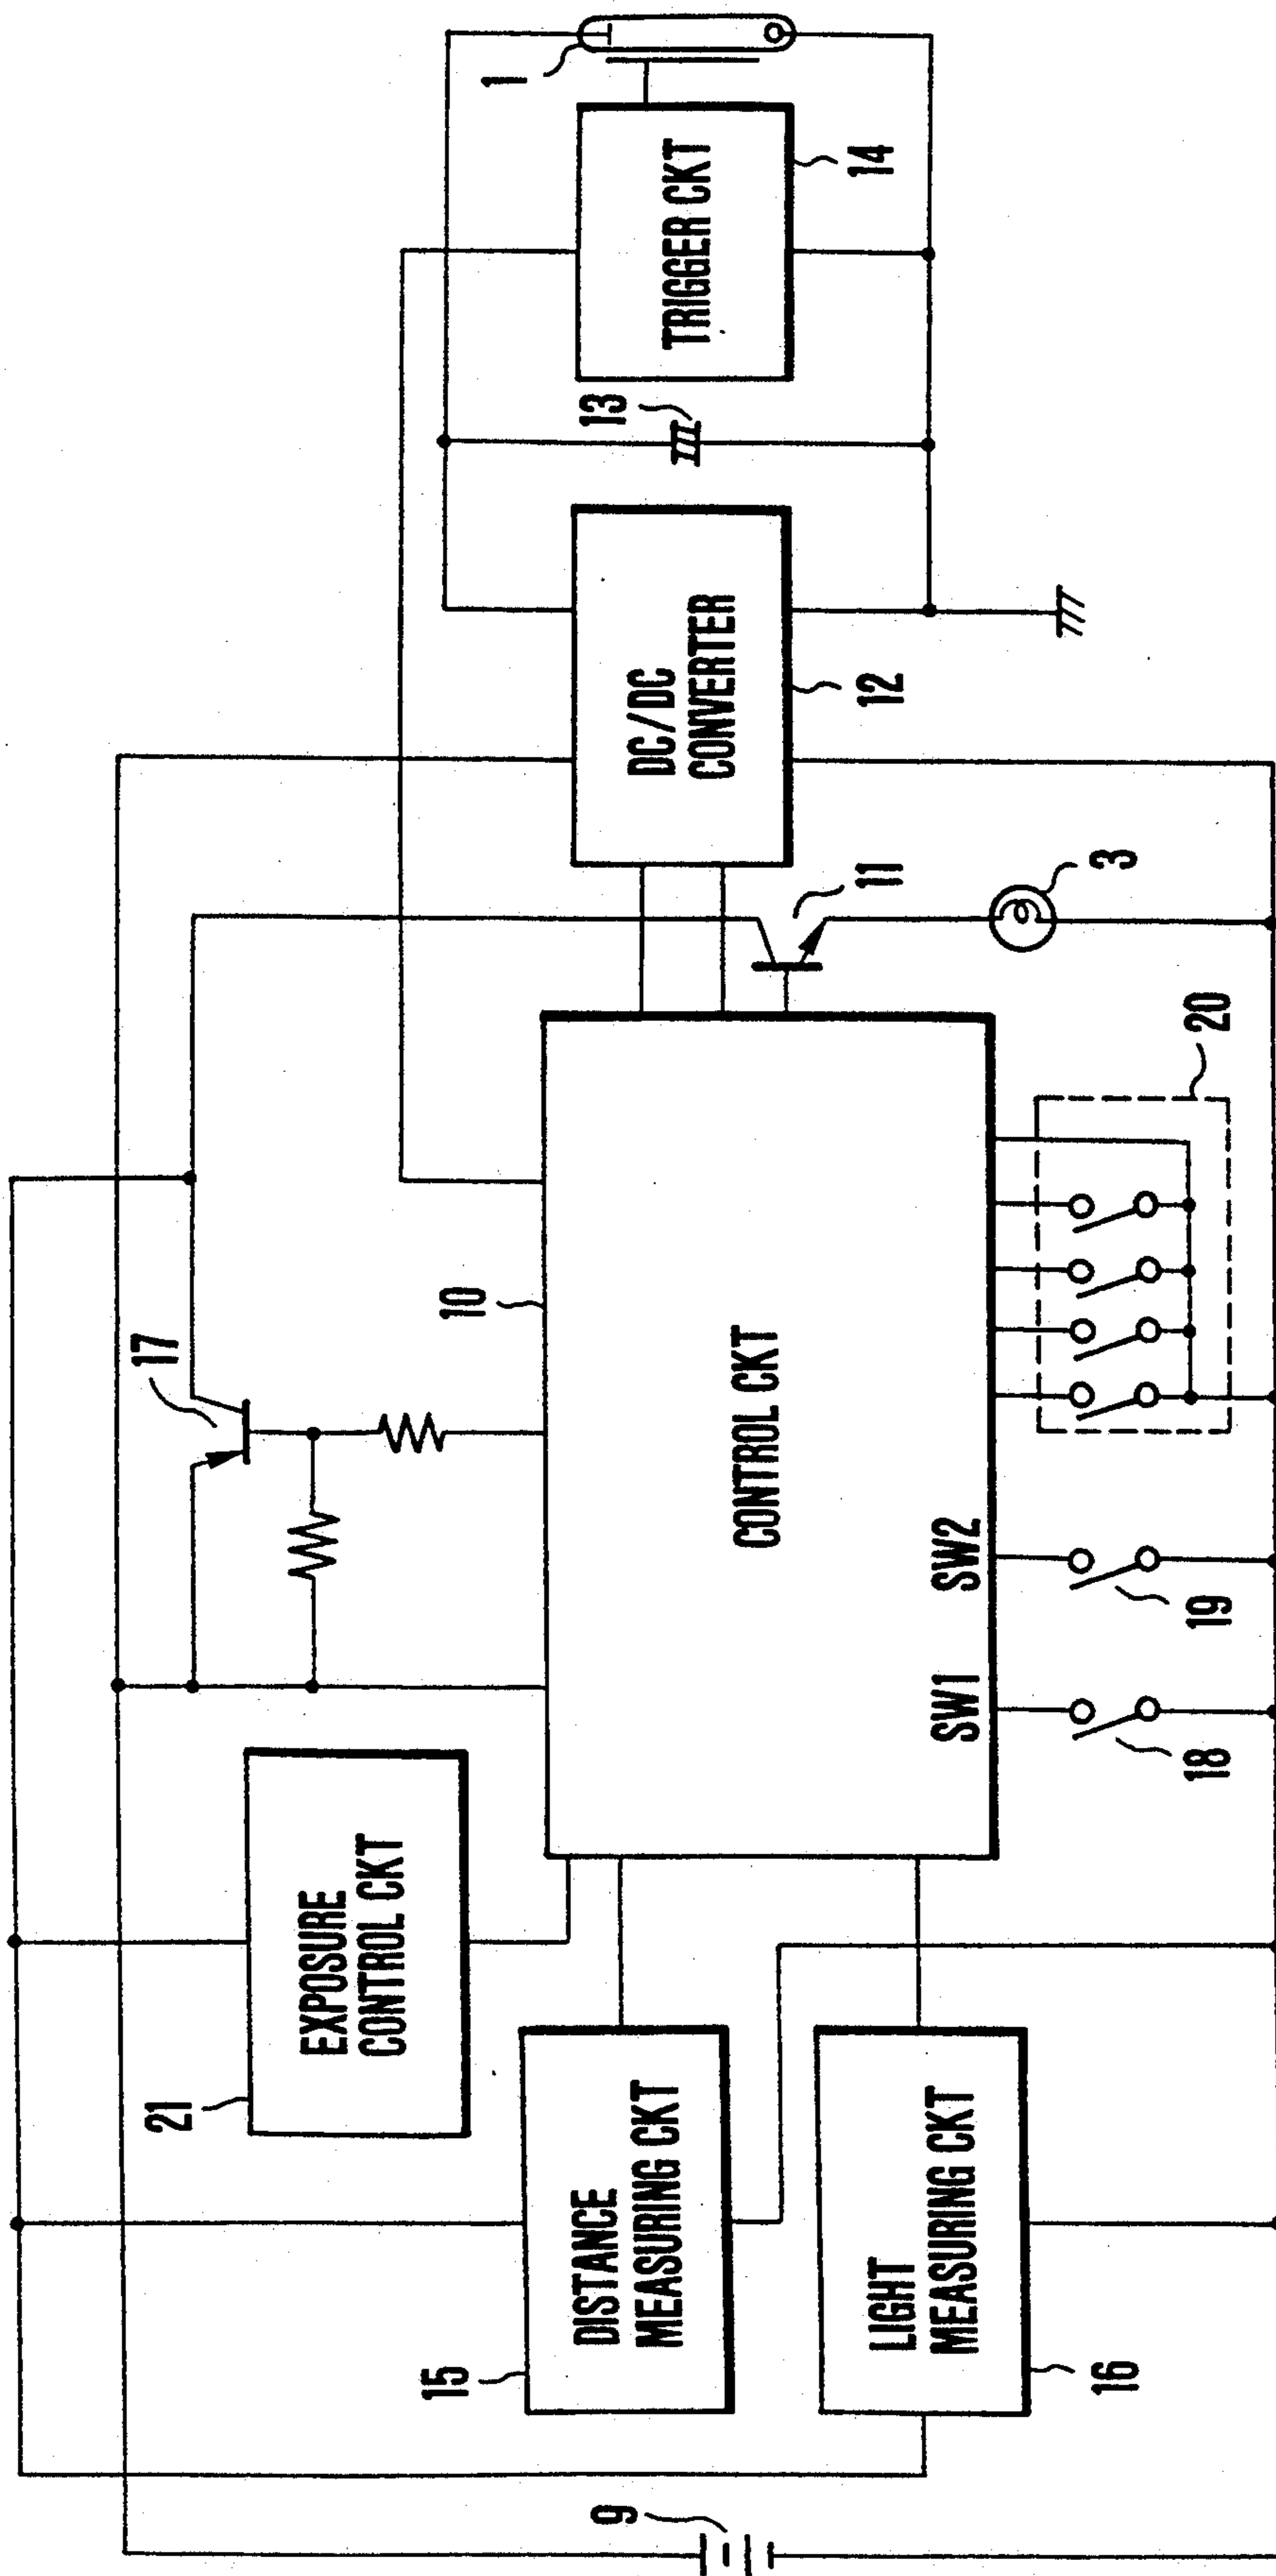 21
EXPOSURE
CONTROL CKT
17
10
CONTROL CKT
SW1
SW2
15
DISTANCE
MEASURING CKT
LIGHT
MEASURING CKT
16
9
18
19
20
11
3
DC/DC
CONVERTER
12
13
TRIGGER CKT
14
1